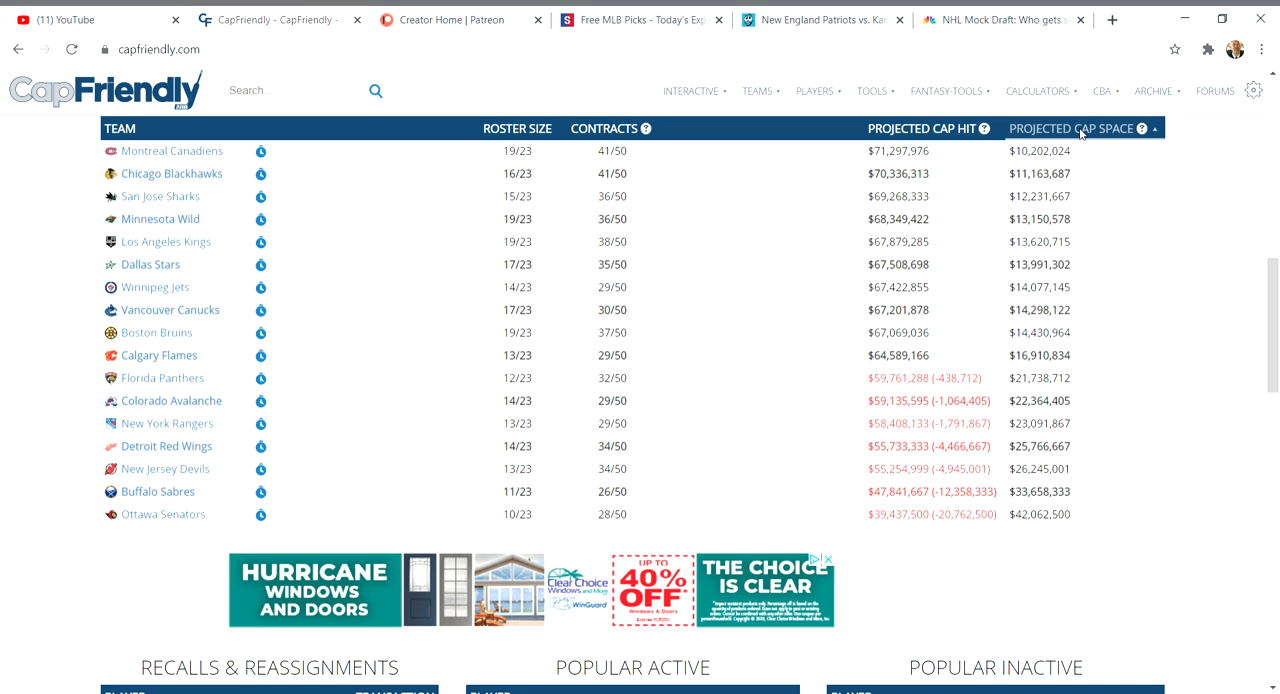 (11) YouTube
CapFriendly - CapFriendly -
Creator Home | Patreon
Free MLB Picks - Today's Exp
New England Patriots vs. Kan
NHL Mock Draft: Who gets s
capfriendly.com
CapFriendly
Search...
INTERACTIVE TEAMS PLAYERS TOOLS FANTASY-TOOLS CALCULATORS CBA ARCHIVE FORUMS
TEAM ROSTER SIZE CONTRACTS ? PROJECTED CAP HIT ? PROJECTED CAP SPACE ?
Montreal Canadiens 19/23 41/50 $71,297,976 $10,202,024
Chicago Blackhawks 16/23 41/50 $70,336,313 $11,163,687
San Jose Sharks 15/23 36/50 $69,268,333 $12,231,667
Minnesota Wild 19/23 36/50 $68,349,422 $13,150,578
Los Angeles Kings 19/23 38/50 $67,879,285 $13,620,715
Dallas Stars 17/23 35/50 $67,508,698 $13,991,302
Winnipeg Jets 14/23 29/50 $67,422,855 $14,077,145
Vancouver Canucks 17/23 30/50 $67,201,878 $14,298,122
Boston Bruins 19/23 37/50 $67,069,036 $14,430,964
Calgary Flames 13/23 29/50 $64,589,166 $16,910,834
Florida Panthers 12/23 32/50 $59,761,288 (-438,712) $21,738,712
Colorado Avalanche 14/23 29/50 $59,135,595 (-1,064,405) $22,364,405
New York Rangers 13/23 29/50 $58,408,133 (-1,791,867) $23,091,867
Detroit Red Wings 14/23 34/50 $55,733,333 (-4,466,667) $25,766,667
New Jersey Devils 13/23 34/50 $55,254,999 (-4,945,001) $26,245,001
Buffalo Sabres 11/23 26/50 $47,841,667 (-12,358,333) $33,658,333
Ottawa Senators 10/23 28/50 $39,437,500 (-20,762,500) $42,062,500
HURRICANE
WINDOWS
AND DOORS
Clear Choice
Windows and More
WinGuard
UP TO
40%
OFF*
Windows & Doors
THE CHOICE
IS CLEAR
RECALLS & REASSIGNMENTS POPULAR ACTIVE POPULAR INACTIVE
PLAYER TRANSACTION PLAYER PLAYER